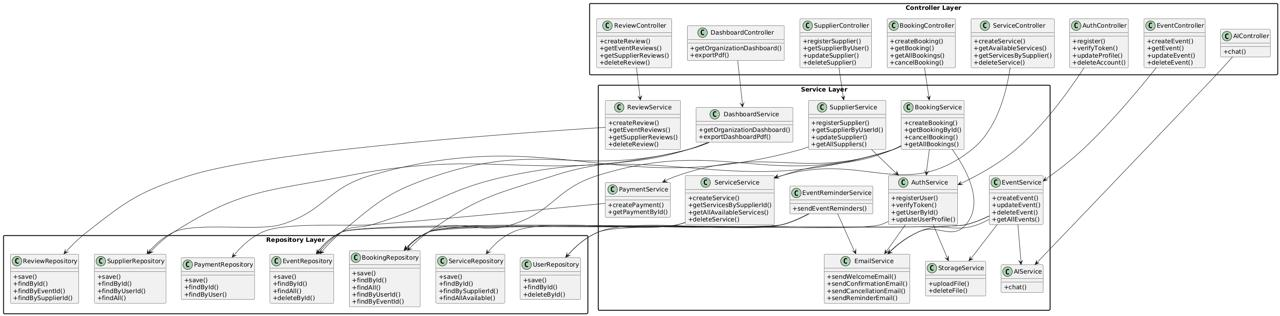 Controller Layer
C ReviewController
+createReview()
+getEventReviews()
+getSupplierReviews()
+deleteReview()
C DashboardController
+getOrganizationDashboard()
+exportPdf()
C SupplierController
+registerSupplier()
+getSupplierByUser()
+updateSupplier()
+deleteSupplier()
C BookingController
+createBooking()
+getBooking()
+getAllBookings()
+cancelBooking()
C ServiceController
+createService()
+getAvailableServices()
+getServicesBySupplier()
+deleteService()
C AuthController
+register()
+verifyToken()
+updateProfile()
+deleteAccount()
C EventController
+createEvent()
+getEvent()
+updateEvent()
+deleteEvent()
C AIController
+chat()
Service Layer
C ReviewService
+createReview()
+getEventReviews()
+getSupplierReviews()
+deleteReview()
C DashboardService
+getOrganizationDashboard()
+exportDashboardPdf()
C SupplierService
+registerSupplier()
+getSupplierByUserId()
+updateSupplier()
+getAllSuppliers()
C BookingService
+createBooking()
+getBookingById()
+cancelBooking()
+getAllBookings()
C PaymentService
+createPayment()
+getPaymentById()
C ServiceService
+createService()
+getServicesBySupplierId()
+getAllAvailableServices()
+deleteService()
C EventReminderService
+sendEventReminders()
C AuthService
+registerUser()
+verifyToken()
+getUserById()
+updateUserProfile()
C EventService
+createEvent()
+updateEvent()
+deleteEvent()
+getAllEvents()
C EmailService
+sendWelcomeEmail()
+sendConfirmationEmail()
+sendCancellationEmail()
+sendReminderEmail()
C StorageService
+uploadFile()
+deleteFile()
C AIService
+chat()
Repository Layer
C ReviewRepository
+save()
+findById()
+findByEventId()
+findBySupplierId()
C SupplierRepository
+save()
+findById()
+findByUserId()
+findAll()
C PaymentRepository
+save()
+findById()
+findByUser()
C EventRepository
+save()
+findById()
+findAll()
+deleteById()
C BookingRepository
+save()
+findById()
+findAll()
+findByUserId()
+findByEventId()
C ServiceRepository
+save()
+findById()
+findBySupplierId()
+findAllAvailable()
C UserRepository
+save()
+findById()
+deleteById()